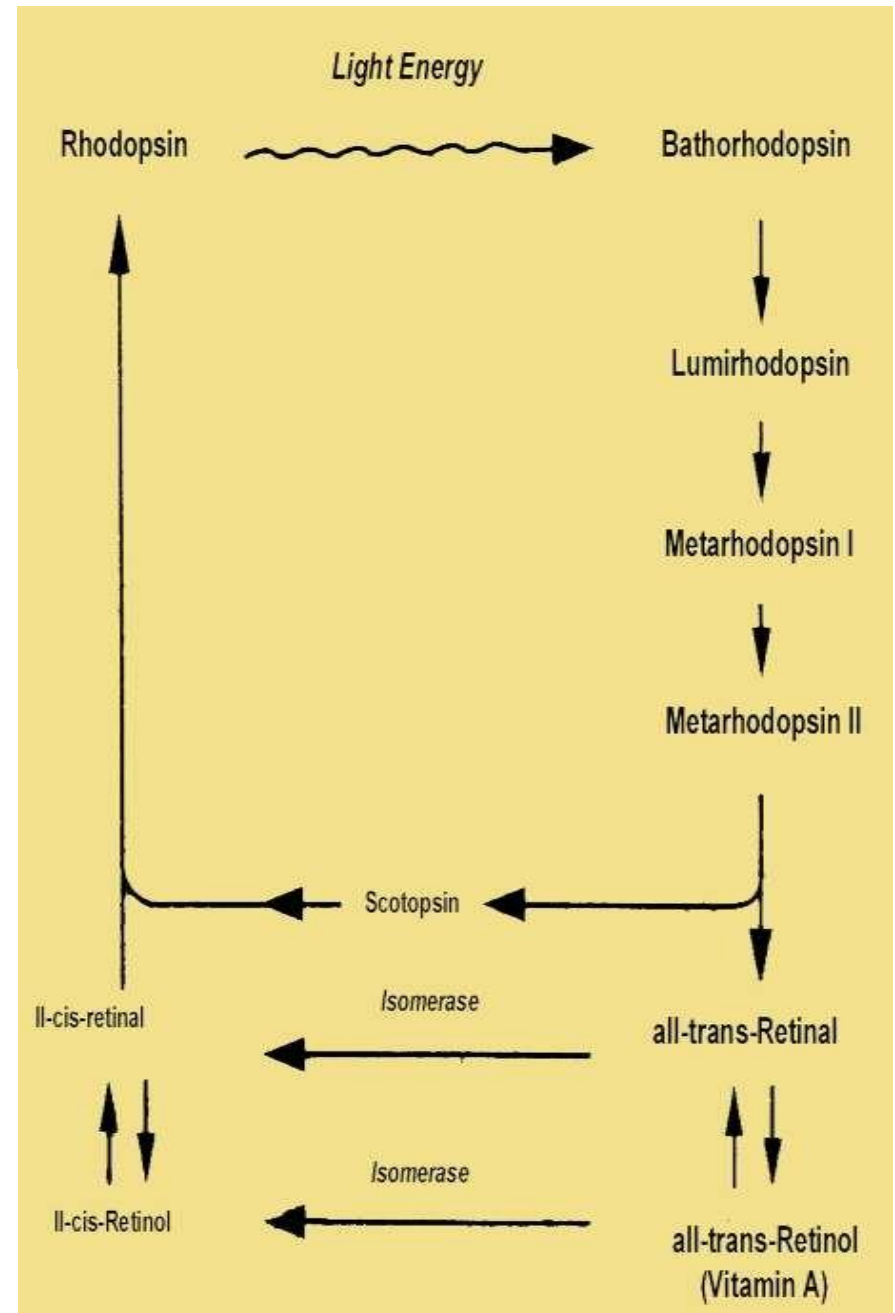 Light Energy
Rhodopsin
Bathorhodopsin
Lumirhodopsin
Metarhodopsin I
Metarhodopsin II
Scotopsin
Isomerase
ll-cis-retinal
all-trans-Retinal
Isomerase
ll-cis-Retinol
all-trans-Retinol
(Vitamin A)